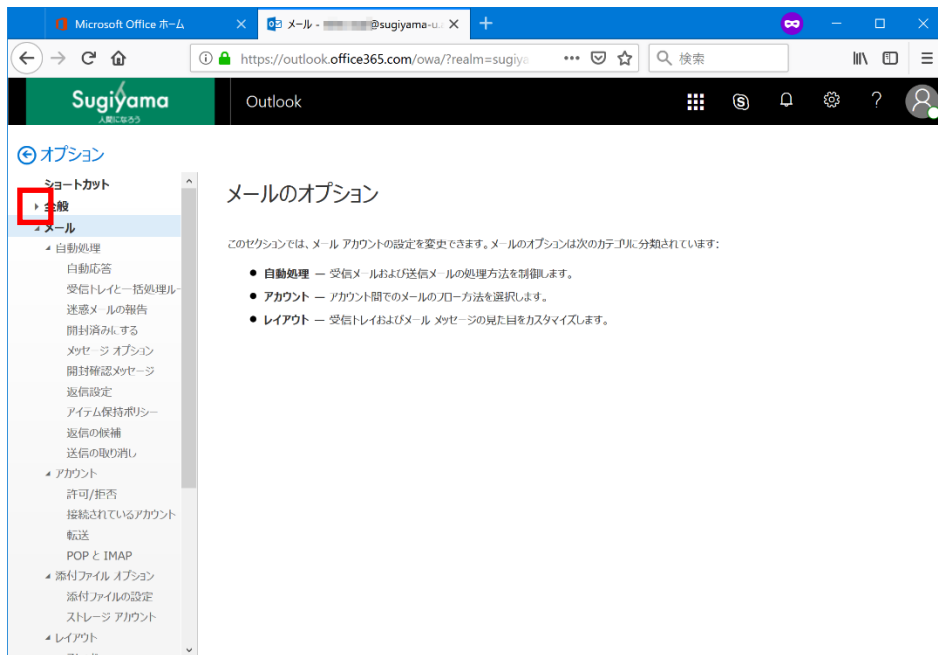 Microsoft Office ホーム
メール - @sugiyama-u.
https://outlook.office365.com/owa/?realm=sugiya
検索
Sugiyama
人間になろう
Outlook
オプション
ショートカット
全般
メール
自動処理
自動応答
受信トレイと一括処理ル-
迷惑メールの報告
開封済みにする
メッセージ オプション
開封確認メッセージ
返信設定
アイテム保持ポリシー
返信の候補
送信の取り消し
アカウント
許可/拒否
接続されているアカウント
転送
POP と IMAP
添付ファイル オプション
添付ファイルの設定
ストレージ アカウント
レイアウト
メールのオプション
このセクションでは、メール アカウントの設定を変更できます。メールのオプションは次のカテゴリに分類されています:
● 自動処理 — 受信メールおよび送信メールの処理方法を制御します。
● アカウント — アカウント間でのメールのフロー方法を選択します。
● レイアウト — 受信トレイおよびメール メッセージの見た目をカスタマイズします。